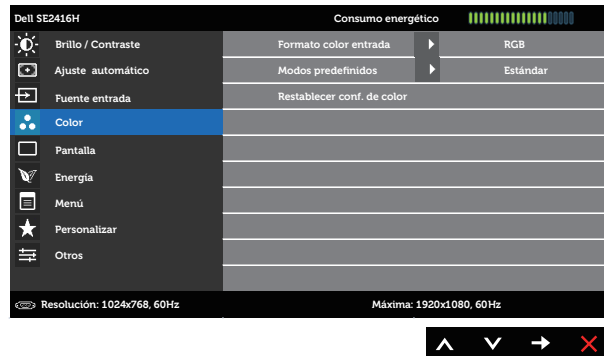 Dell SE2416H Consumo energético
Brillo / Contraste Formato color entrada RGB
Ajuste automático Modos predefinidos Estándar
Fuente entrada Restablecer conf. de color
Color
Pantalla
Energía
Menú
Personalizar
Otros
Resolución: 1024x768, 60Hz Máxima: 1920x1080, 60Hz